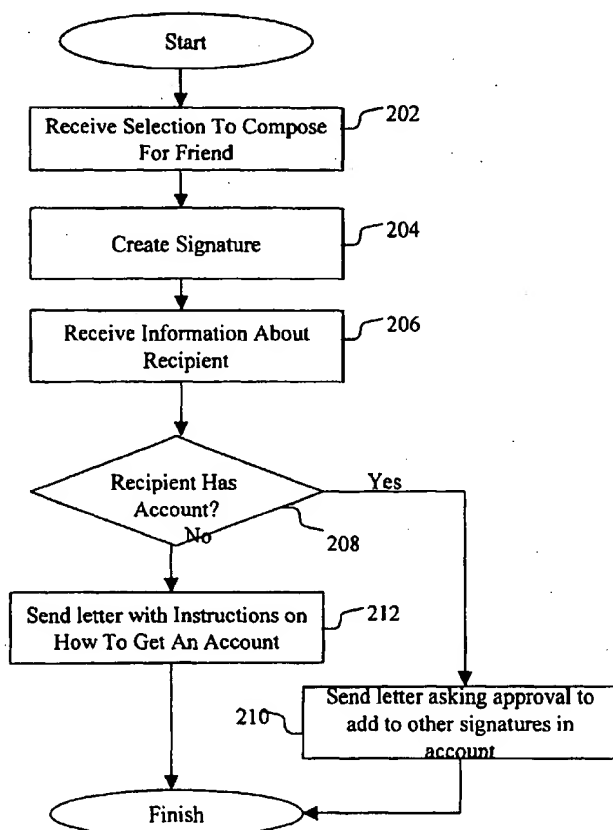 Start
Receive Selection To Compose
For Friend
202
Create Signature
204
Receive Information About
Recipient
206
Recipient Has
Account?
Yes
No
208
Send letter with Instructions on
How To Get An Account
212
Send letter asking approval to
add to other signatures in
account
210
Finish